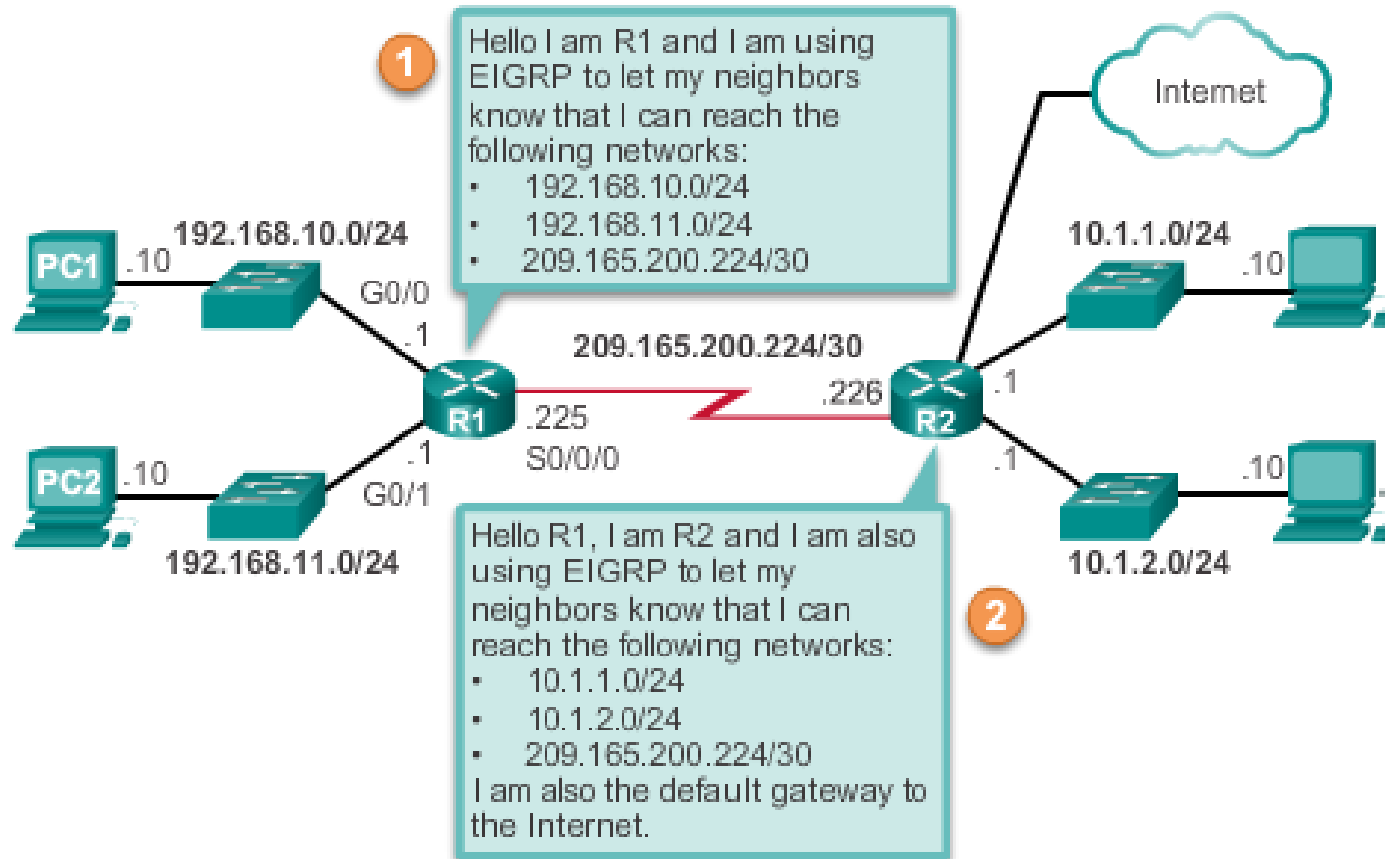 1
Hello I am R1 and I am using
EIGRP to let my neighbors
know that I can reach the
following networks:
• 192.168.10.0/24
• 192.168.11.0/24
• 209.165.200.224/30
Internet
192.168.10.0/24
PC1
.10
G0/0
.1
10.1.1.0/24
.10
209.165.200.224/30
R1
.225
S0/0/0
.226
R2
.1
.1
PC2
.10
.1
G0/1
192.168.11.0/24
.10
10.1.2.0/24
Hello R1, I am R2 and I am also
using EIGRP to let my
neighbors know that I can
reach the following networks:
• 10.1.1.0/24
• 10.1.2.0/24
• 209.165.200.224/30
I am also the default gateway to
the Internet.
2